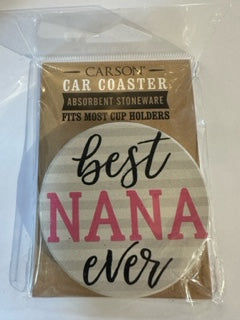 CARSON
CAR COASTER
ABSORBENT STONEWARE
FITS MOST CUP HOLDERS
best
NANA
ever